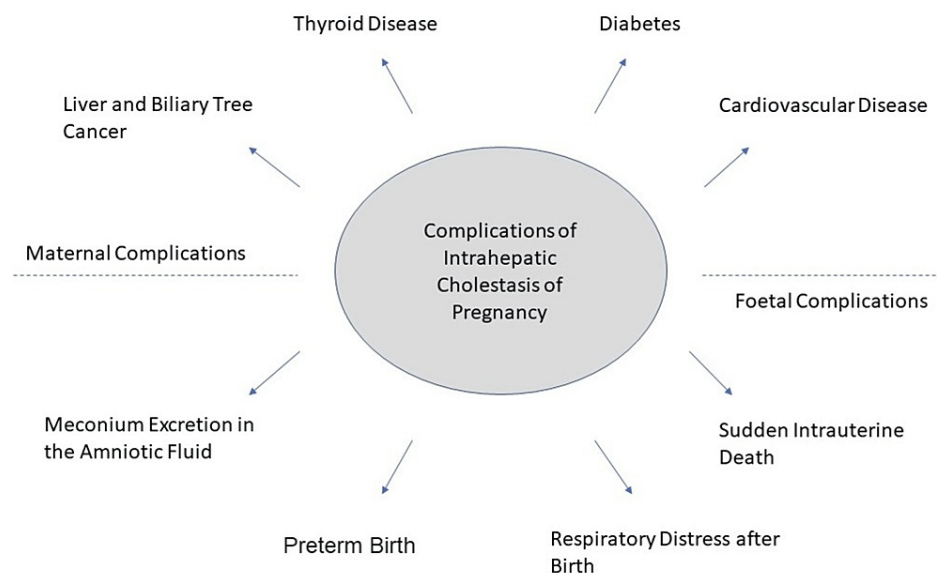 Thyroid Disease
Diabetes
Liver and Biliary Tree
Cancer
Cardiovascular Disease
Complications of
Intrahepatic
Cholestasis of
Pregnancy
Maternal Complications
Foetal Complications
Meconium Excretion in
the Amniotic Fluid
Sudden Intrauterine
Death
Preterm Birth
Respiratory Distress after
Birth